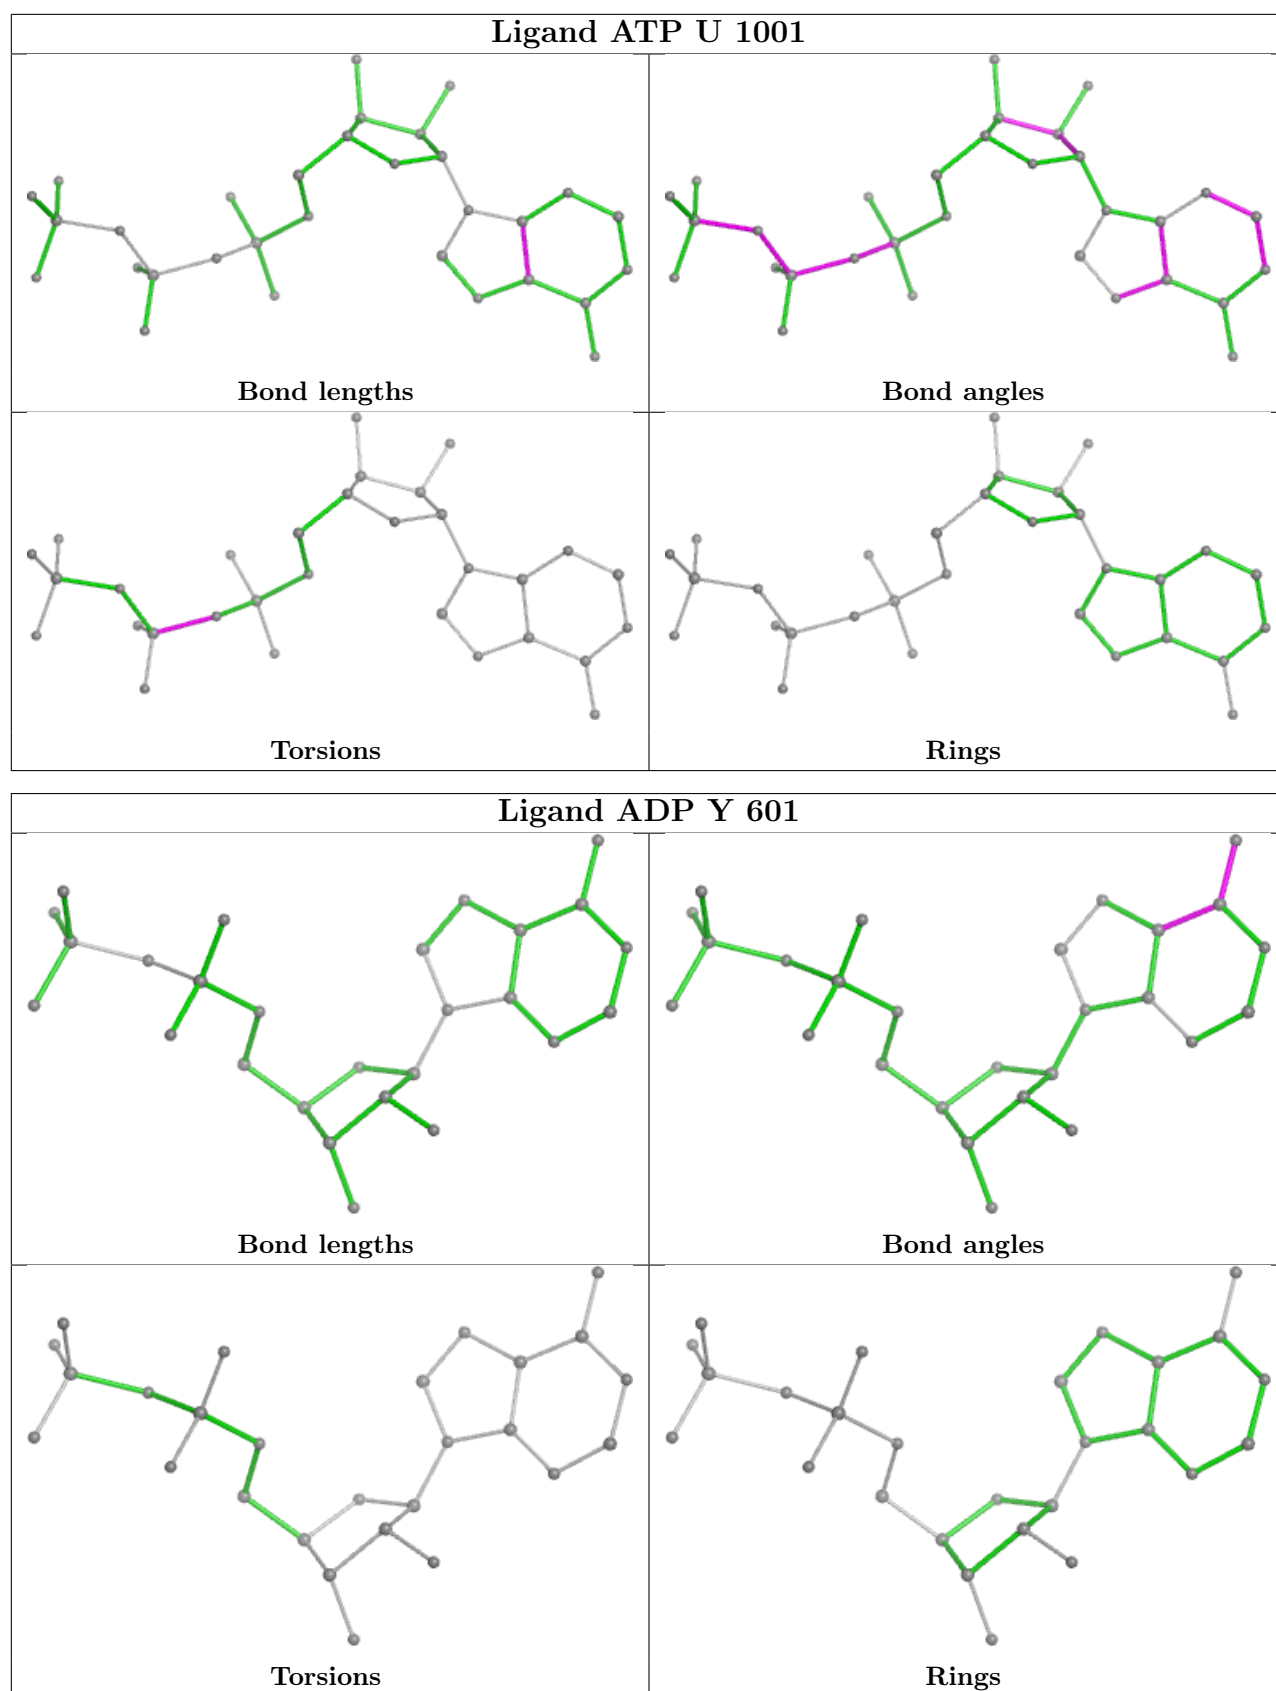 Ligand ATP U 1001
Bond lengths
Bond angles
Torsions
Rings
Ligand ADP Y 601
Bond lengths
Bond angles
Torsions
Rings